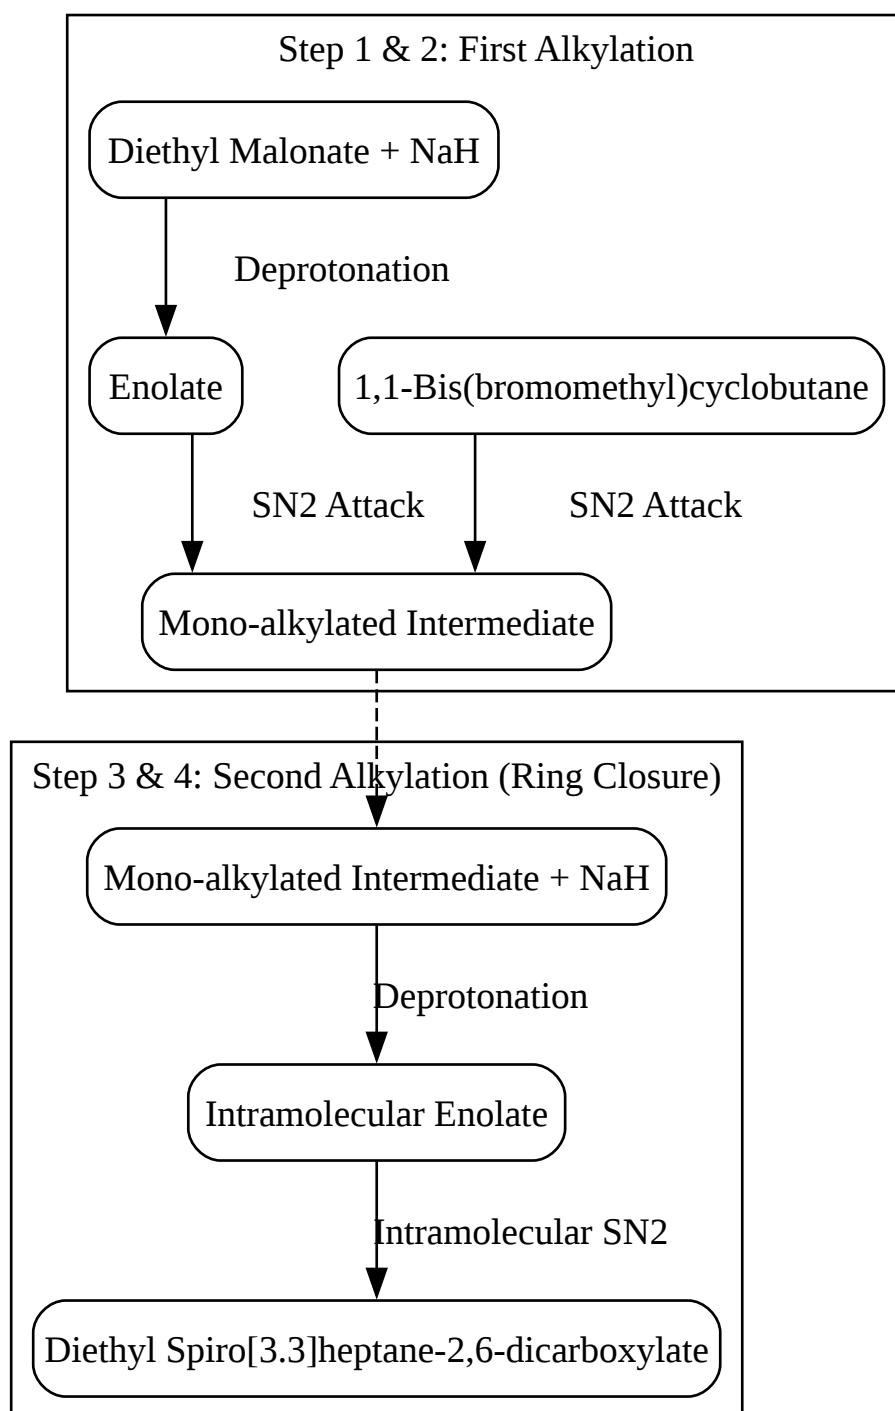 Step 1 & 2: First Alkylation
Diethyl Malonate + NaH
Deprotonation
Enolate
1,1-Bis(bromomethyl)cyclobutane
SN2 Attack
SN2 Attack
Mono-alkylated Intermediate
Step 3 & 4: Second Alkylation (Ring Closure)
Mono-alkylated Intermediate + NaH
Deprotonation
Intramolecular Enolate
Intramolecular SN2
Diethyl Spiro[3.3]heptane-2,6-dicarboxylate